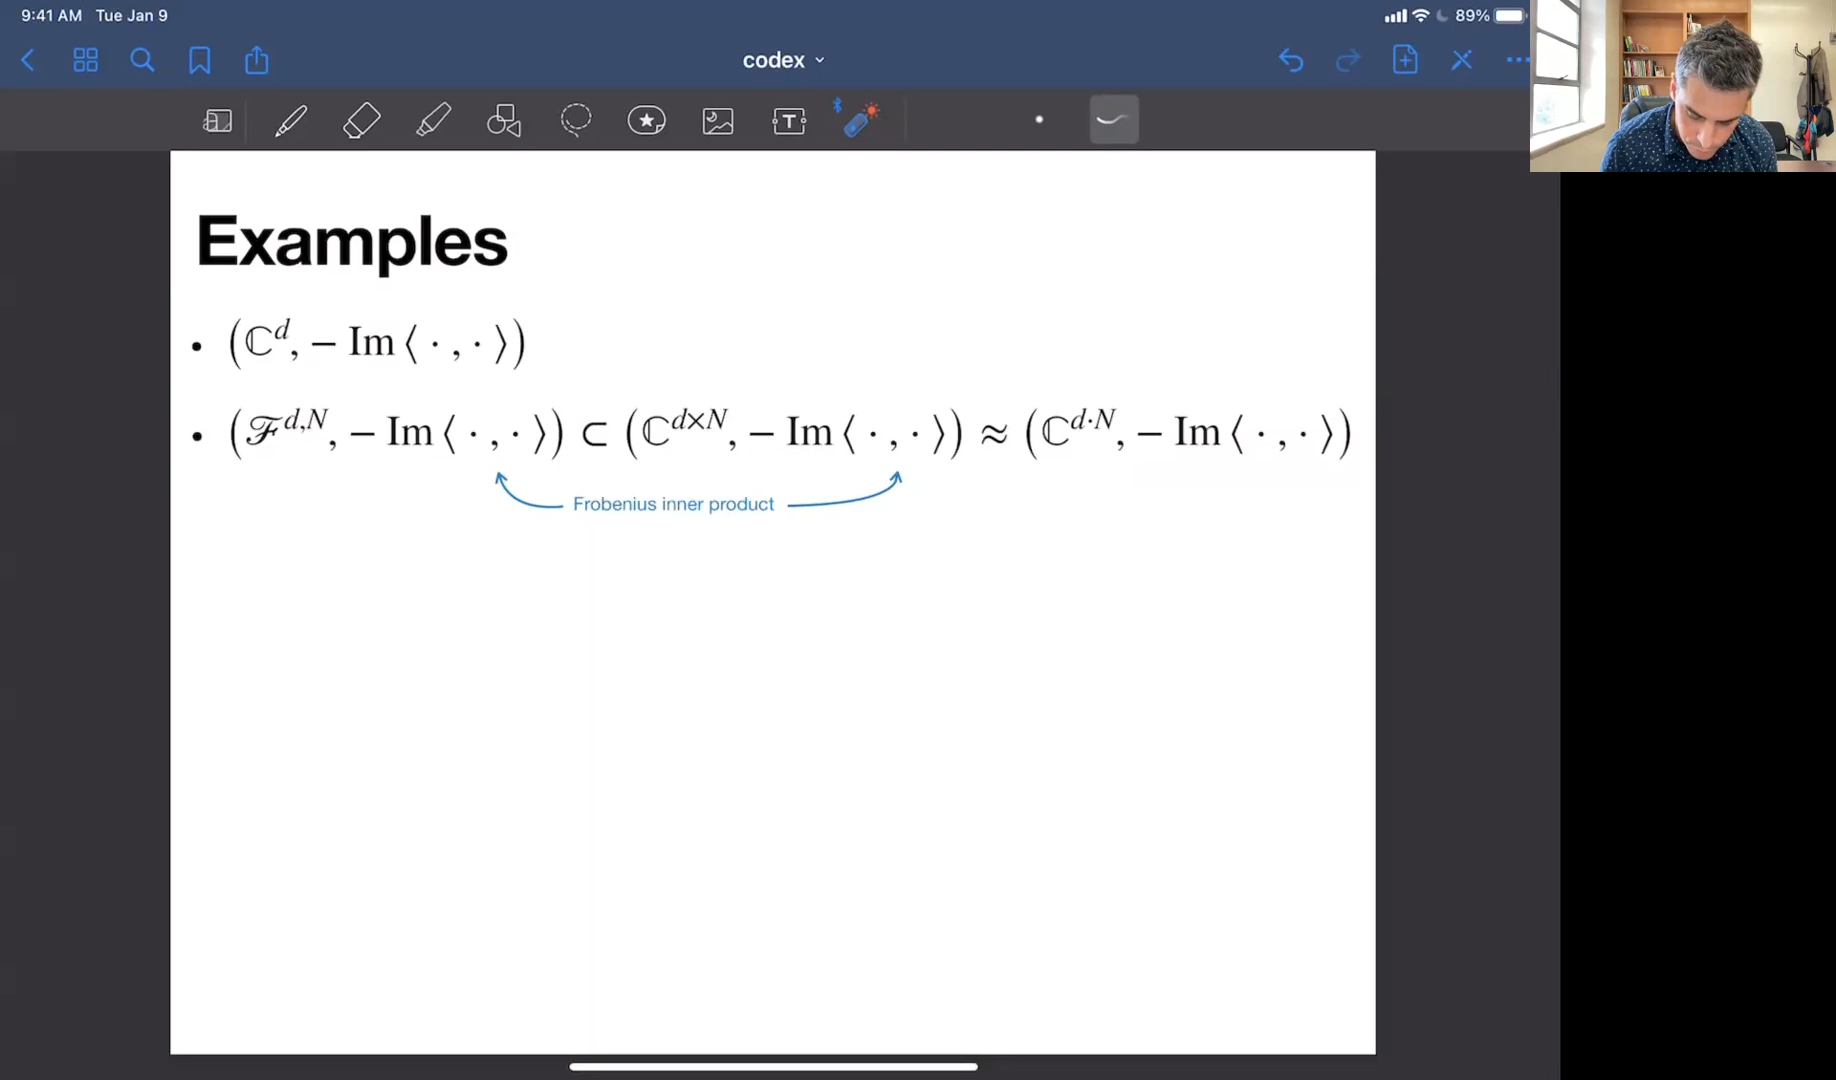 9:41 AM Tue Jan 9
89%
codex
T
Examples
• (ℂ^d, − Im ⟨ · , · ⟩)
• (ℱ^{d,N}, − Im ⟨ · , · ⟩) ⊂ (ℂ^{d×N}, − Im ⟨ · , · ⟩) ≈ (ℂ^{d·N}, − Im ⟨ · , · ⟩)
Frobenius inner product